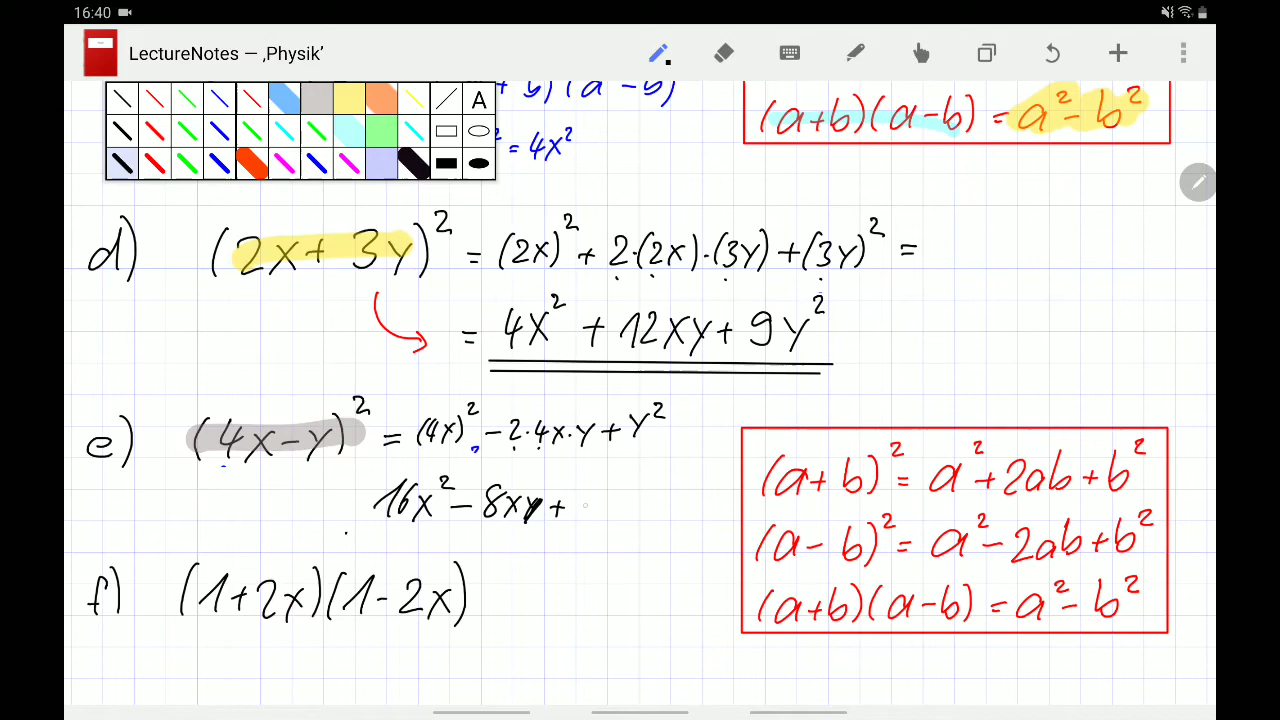 16:40
LectureNotes — ‚Physik’
A
b) (a - b)
(a+b)(a-b) = a² - b²
² = 4x²
d) (2x + 3y)² = (2x)² + 2·(2x)·(3y) + (3y)² =
= 4x² + 12xy + 9y²
e) (4x-y)² = (4x)² - 2·4x·y + y²
16x² - 8xy +
f) (1+2x)(1-2x)
(a+b)² = a² + 2ab + b²
(a-b)² = a² - 2ab + b²
(a+b)(a-b) = a² - b²